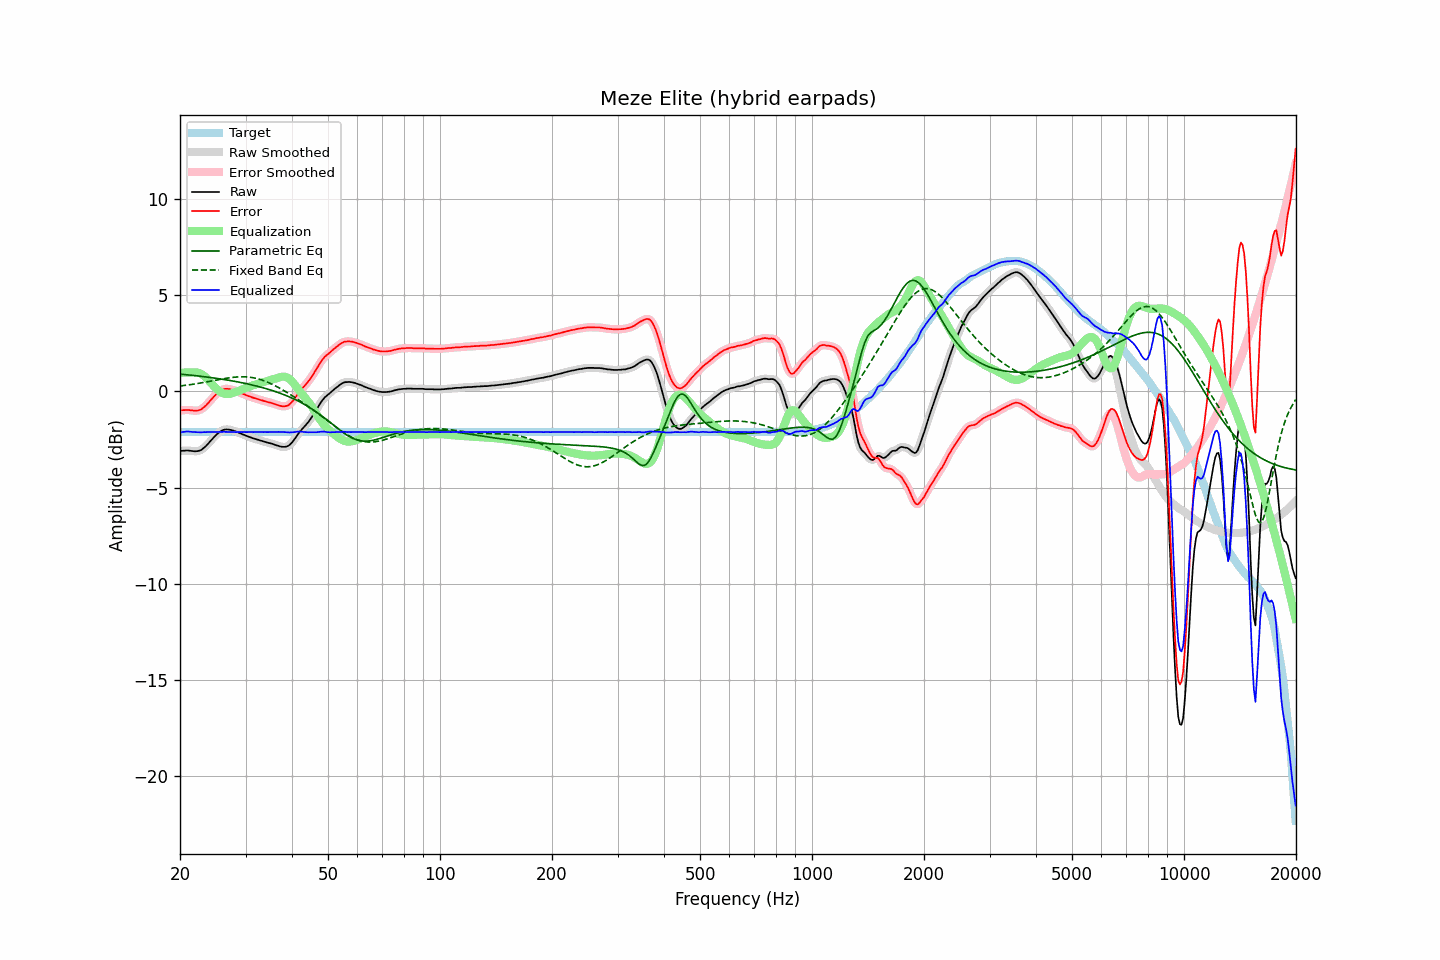 Meze Elite (hybrid earpads)
Target
Raw Smoothed
Error Smoothed
Raw
Error
Equalization
Parametric Eq
Fixed Band Eq
Equalized
10
5
0
−5
−10
−15
−20
Amplitude (dBr)
20 50 100 200 500 1000 2000 5000 10000 20000
Frequency (Hz)